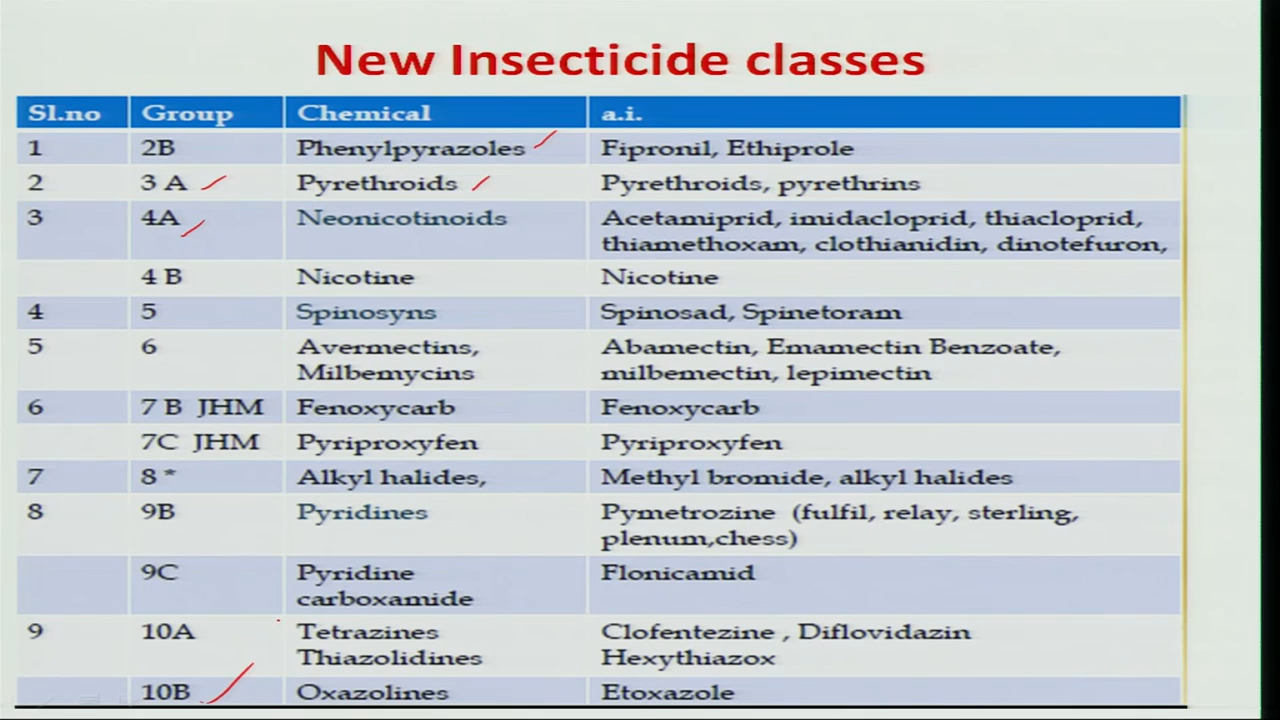 New Insecticide classes
Sl.no Group Chemical a.i.
1 2B Phenylpyrazoles Fipronil, Ethiprole
2 3 A Pyrethroids Pyrethroids, pyrethrins
3 4A Neonicotinoids Acetamiprid, imidacloprid, thiacloprid,
thiamethoxam, clothianidin, dinotefuron,
4 B Nicotine Nicotine
4 5 Spinosyns Spinosad, Spinetoram
5 6 Avermectins, Abamectin, Emamectin Benzoate,
Milbemycins milbemectin, lepimectin
6 7 B JHM Fenoxycarb Fenoxycarb
7C JHM Pyriproxyfen Pyriproxyfen
7 8 * Alkyl halides, Methyl bromide, alkyl halides
8 9B Pyridines Pymetrozine (fulfil, relay, sterling,
plenum,chess)
9C Pyridine Flonicamid
carboxamide
9 10A Tetrazines Clofentezine , Diflovidazin
Thiazolidines Hexythiazox
10B Oxazolines Etoxazole